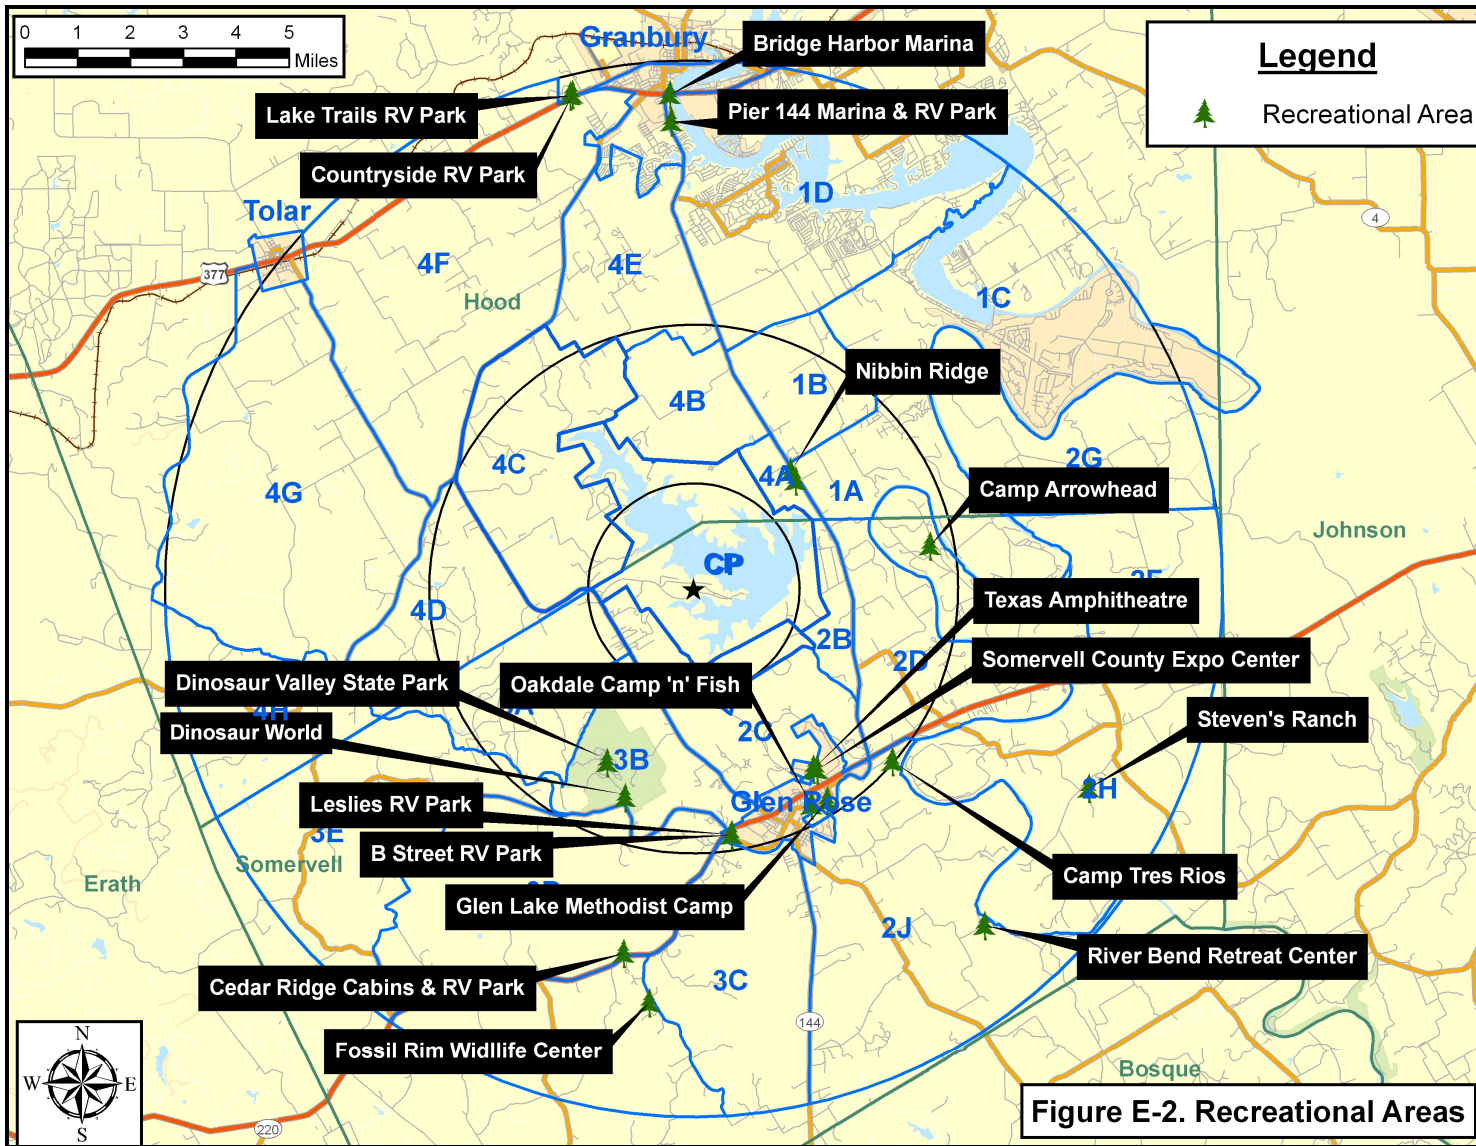 0 1 2 3 4 5
Miles
Granbury
Bridge Harbor Marina
Legend
Recreational Area
Lake Trails RV Park
Pier 144 Marina & RV Park
Countryside RV Park
1D
Tolar
4
377
4F
4E
Hood
1C
Nibbin Ridge
1B
4B
4C
2G
4A
1A
4G
Camp Arrowhead
Johnson
CP
4D
Texas Amphitheatre
2B
2D
Somervell County Expo Center
Dinosaur Valley State Park
Oakdale Camp 'n' Fish
4H
Steven's Ranch
Dinosaur World
2C
3B
2H
Leslies RV Park
Glen Rose
3E
B Street RV Park
Somervell
Erath
Camp Tres Rios
Glen Lake Methodist Camp
2J
River Bend Retreat Center
Cedar Ridge Cabins & RV Park
3C
144
Fossil Rim Widllife Center
N
W E
S
Bosque
Figure E-2. Recreational Areas
220